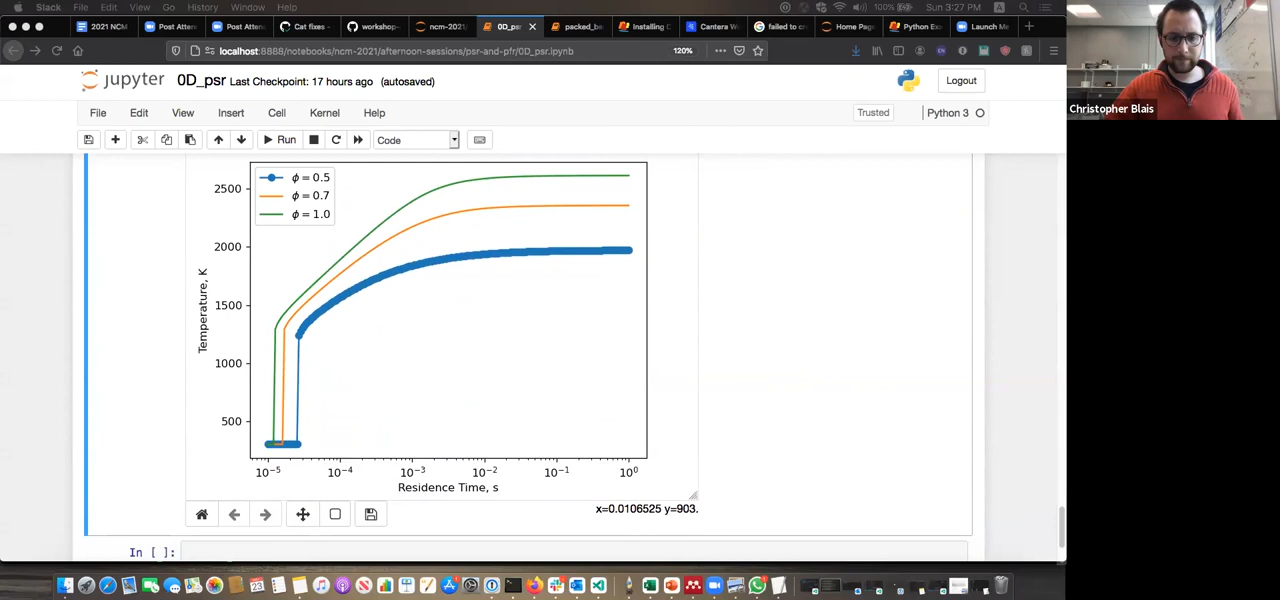 Slack File Edit View Go History Window Help 100% Sun 3:27 PM
2021 NCM Post Atten Post Atten Cat fixes - workshop- ncm-2021/ 0D_psr packed_be Installing C Cantera W failed to cr Home Page Python Exe Launch Me
localhost:8888/notebooks/ncm-2021/afternoon-sessions/psr-and-pfr/0D_psr.ipynb 120%
jupyter 0D_psr Last Checkpoint: 17 hours ago (autosaved) Logout
File Edit View Insert Cell Kernel Help Trusted Python 3
Run Code
Christopher Blais
ϕ = 0.5
ϕ = 0.7
ϕ = 1.0
2500
2000
1500
1000
500
Temperature, K
10⁻⁵ 10⁻⁴ 10⁻³ 10⁻² 10⁻¹ 10⁰
Residence Time, s
x=0.0106525 y=903.
In [ ]: